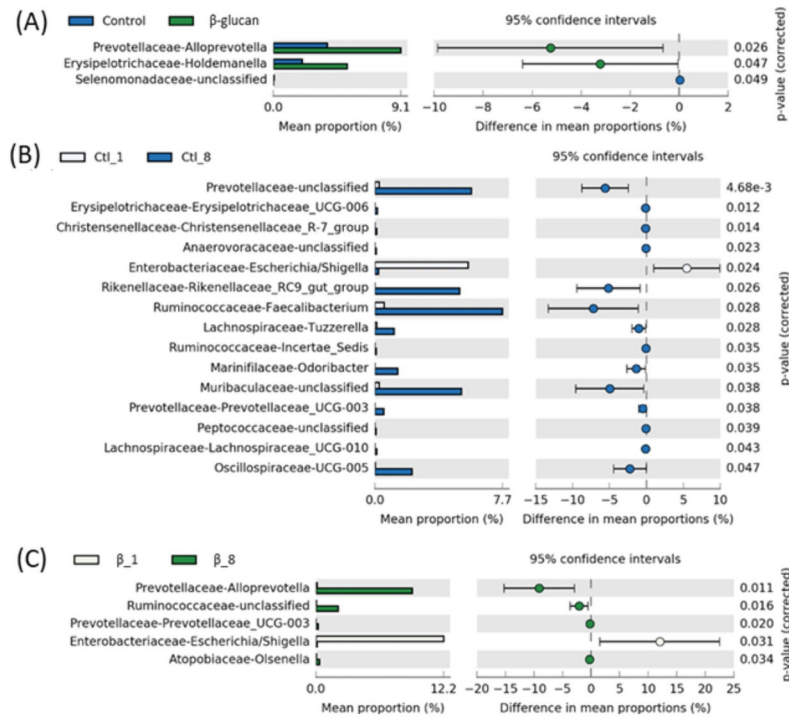 (A) Control β-glucan 95% confidence intervals
Prevotellaceae-Alloprevotella 0.026
Erysipelotrichaceae-Holdemanella 0.047
Selenomonadaceae-unclassified 0.049
0.0 9.1 −10 −8 −6 −4 −2 0 2
Mean proportion (%) Difference in mean proportions (%)
p-value (corrected)
(B) Ctl_1 Ctl_8 95% confidence intervals
Prevotellaceae-unclassified 4.68e-3
Erysipelotrichaceae-Erysipelotrichaceae_UCG-006 0.012
Christensenellaceae-Christensenellaceae_R-7_group 0.014
Anaerovoracaceae-unclassified 0.023
Enterobacteriaceae-Escherichia/Shigella 0.024
Rikenellaceae-Rikenellaceae_RC9_gut_group 0.026
Ruminococcaceae-Faecalibacterium 0.028
Lachnospiraceae-Tuzzerella 0.028
Ruminococcaceae-Incertae_Sedis 0.035
Marinifilaceae-Odoribacter 0.035
Muribaculaceae-unclassified 0.038
Prevotellaceae-Prevotellaceae_UCG-003 0.038
Peptococcaceae-unclassified 0.039
Lachnospiraceae-Lachnospiraceae_UCG-010 0.043
Oscillospiraceae-UCG-005 0.047
0.0 7.7 −15 −10 −5 0 5 10
Mean proportion (%) Difference in mean proportions (%)
p-value (corrected)
(C) β_1 β_8 95% confidence intervals
Prevotellaceae-Alloprevotella 0.011
Ruminococcaceae-unclassified 0.016
Prevotellaceae-Prevotellaceae_UCG-003 0.020
Enterobacteriaceae-Escherichia/Shigella 0.031
Atopobiaceae-Olsenella 0.034
0.0 12.2 −20 −15 −10 −5 0 5 10 15 20 25
Mean proportion (%) Difference in mean proportions (%)
p-value (corrected)